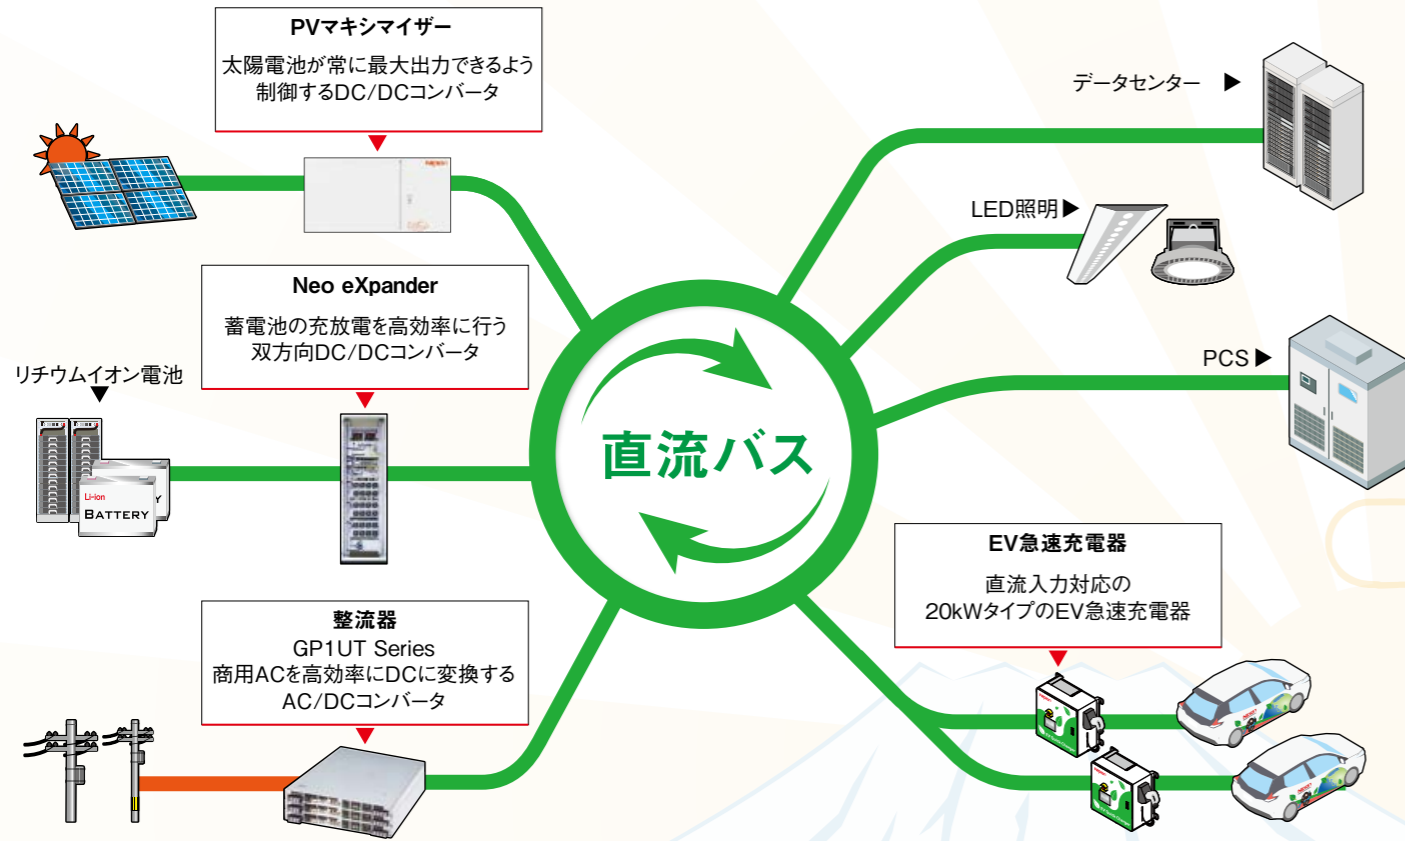 PVマキシマイザー
太陽電池が常に最大出力できるよう
制御するDC/DCコンバータ
データセンター ▶
LED照明▶
Neo eXpander
蓄電池の充放電を高効率に行う
双方向DC/DCコンバータ
リチウムイオン電池
▼
PCS▶
直流バス
Li-ion
BATTERY
EV急速充電器
直流入力対応の
20kWタイプのEV急速充電器
整流器
GP1UT Series
商用ACを高効率にDCに変換する
AC/DCコンバータ